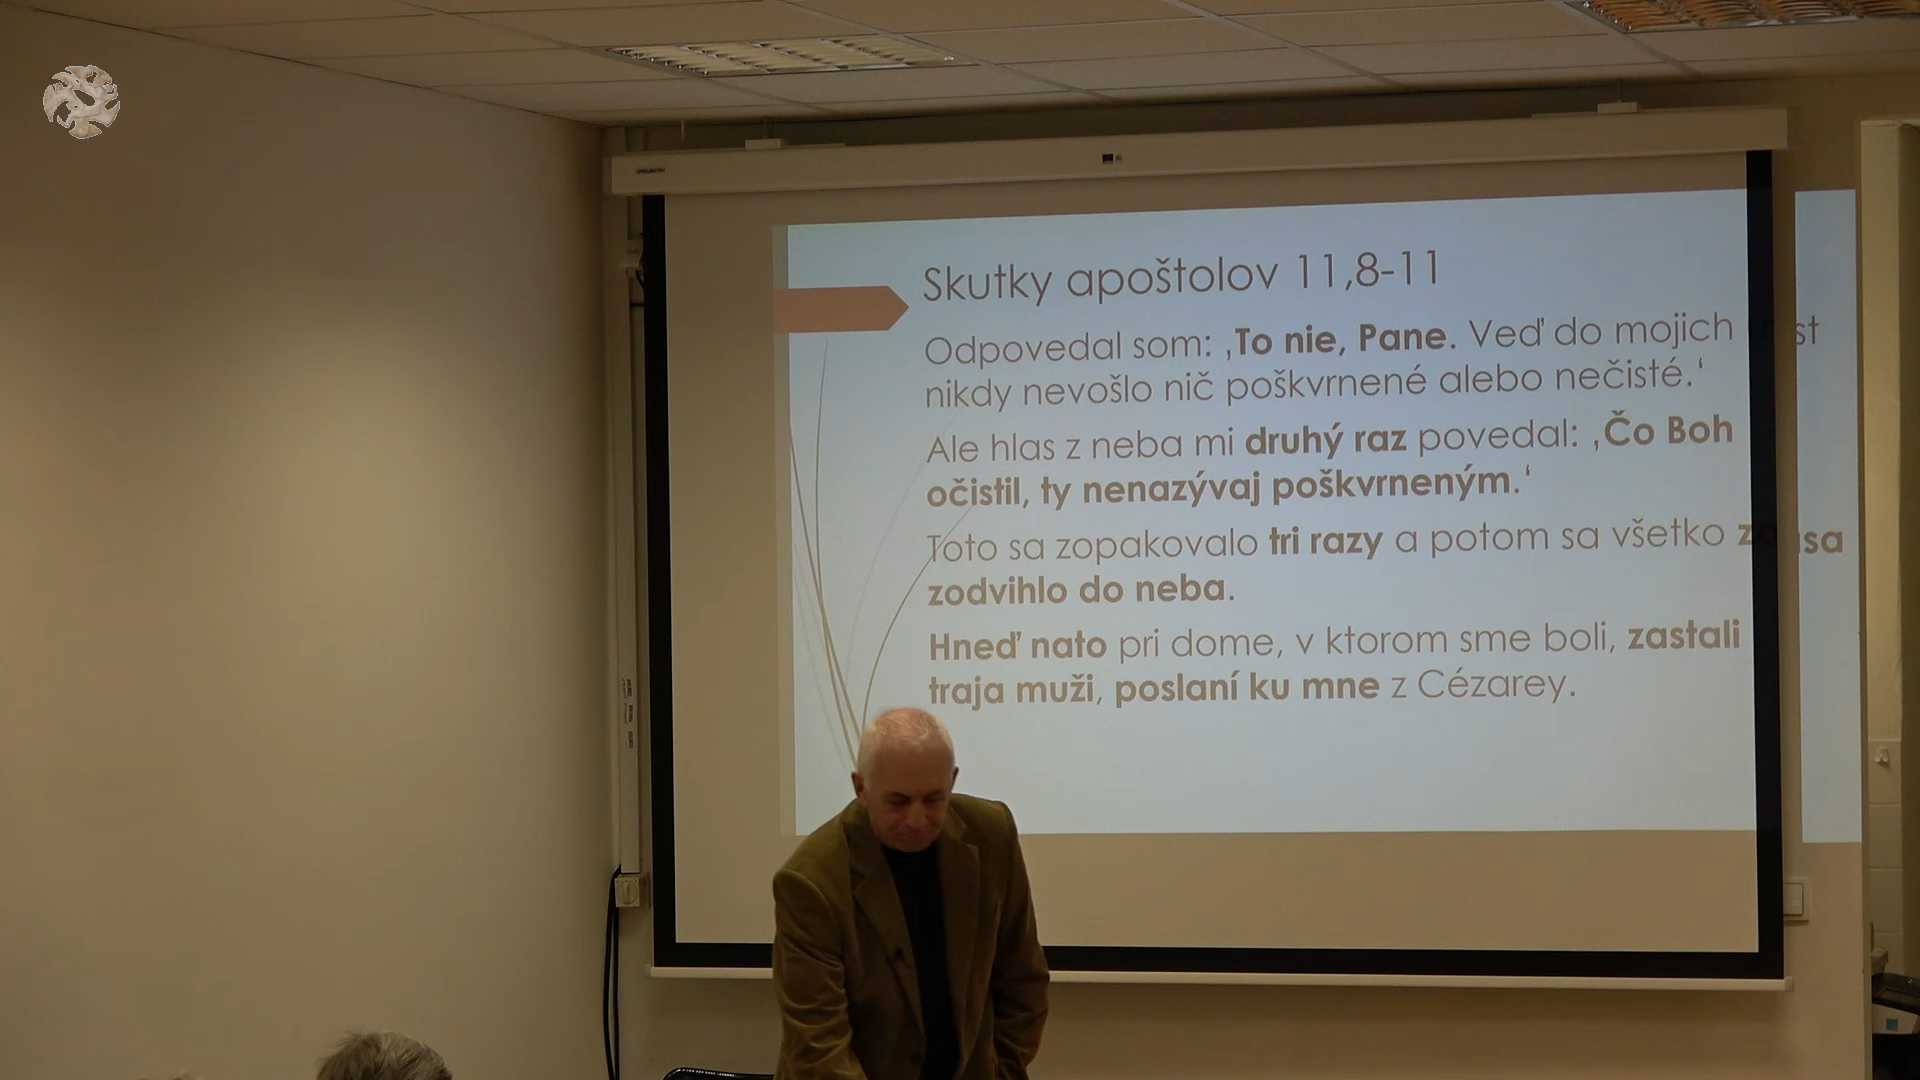 Skutky apoštolov 11,8-11
Odpovedal som: ‚To nie, Pane. Veď do mojich
nikdy nevošlo nič poškvrnené alebo nečisté.‘
Ale hlas z neba mi druhý raz povedal: ‚Čo Boh
očistil, ty nenazývaj poškvrneným.‘
Toto sa zopakovalo tri razy a potom sa všetko
zodvihlo do neba.
Hneď nato pri dome, v ktorom sme boli, zastali
traja muži, poslaní ku mne z Cézarey.